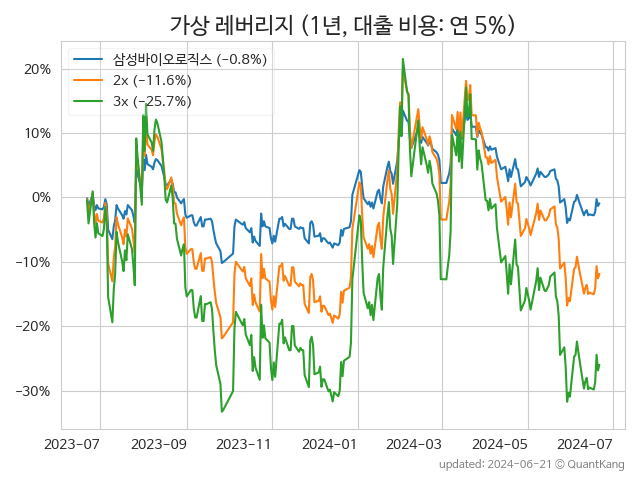 가상 레버리지 (1년, 대출 비용: 연 5%)
삼성바이오로직스 (−0.8%)
2x (−11.6%)
3x (−25.7%)
20%
10%
0%
−10%
−20%
−30%
2023-07 2023-09 2023-11 2024-01 2024-03 2024-05 2024-07
updated: 2024-06-21 © QuantKang